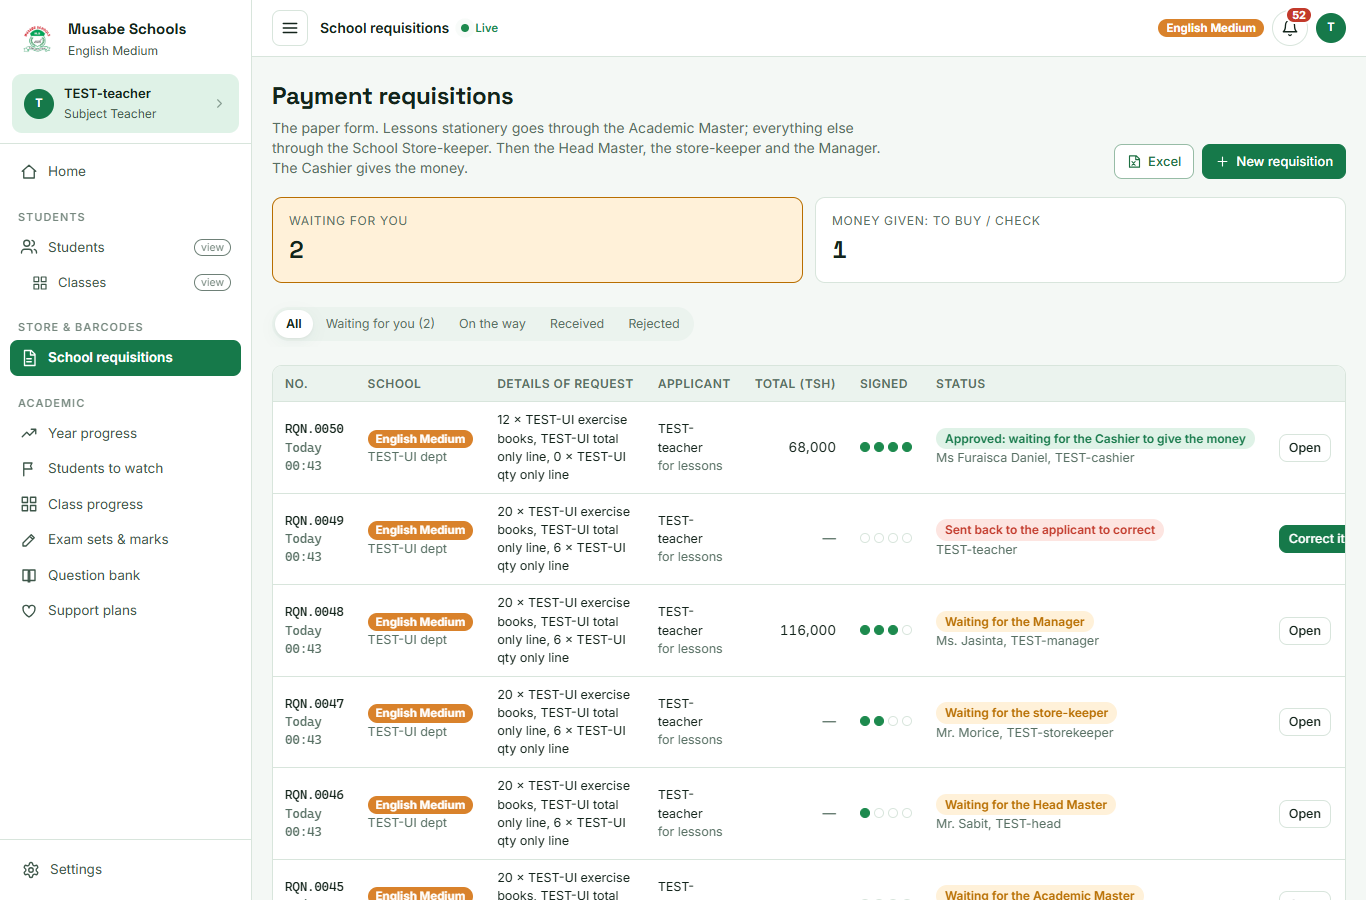 Musabe Schools
English Medium
T
TEST-teacher
Subject Teacher
Home
STUDENTS
Students
view
Classes
view
STORE & BARCODES
School requisitions
ACADEMIC
Year progress
Students to watch
Class progress
Exam sets & marks
Question bank
Support plans
Settings
School requisitions
Live
English Medium
52
T
Payment requisitions
The paper form. Lessons stationery goes through the Academic Master; everything else
through the School Store-keeper. Then the Head Master, the store-keeper and the Manager.
The Cashier gives the money.
Excel
New requisition
WAITING FOR YOU
2
MONEY GIVEN: TO BUY / CHECK
1
All
Waiting for you (2)
On the way
Received
Rejected
NO. SCHOOL DETAILS OF REQUEST APPLICANT TOTAL (TSH) SIGNED STATUS
RQN.0050
Today
00:43
English Medium
TEST-UI dept
12 × TEST-UI exercise
books, TEST-UI total
only line, 0 × TEST-UI
qty only line
TEST-
teacher
for lessons
68,000
Approved: waiting for the Cashier to give the money
Ms Furaisca Daniel, TEST-cashier
Open
RQN.0049
Today
00:43
English Medium
TEST-UI dept
20 × TEST-UI exercise
books, TEST-UI total
only line, 6 × TEST-UI
qty only line
TEST-
teacher
for lessons
—
Sent back to the applicant to correct
TEST-teacher
Correct it
RQN.0048
Today
00:43
English Medium
TEST-UI dept
20 × TEST-UI exercise
books, TEST-UI total
only line, 6 × TEST-UI
qty only line
TEST-
teacher
for lessons
116,000
Waiting for the Manager
Ms. Jasinta, TEST-manager
Open
RQN.0047
Today
00:43
English Medium
TEST-UI dept
20 × TEST-UI exercise
books, TEST-UI total
only line, 6 × TEST-UI
qty only line
TEST-
teacher
for lessons
—
Waiting for the store-keeper
Mr. Morice, TEST-storekeeper
Open
RQN.0046
Today
00:43
English Medium
TEST-UI dept
20 × TEST-UI exercise
books, TEST-UI total
only line, 6 × TEST-UI
qty only line
TEST-
teacher
for lessons
—
Waiting for the Head Master
Mr. Sabit, TEST-head
Open
RQN.0045
English Medium
20 × TEST-UI exercise
books, TEST-UI total
TEST-
Waiting for the Academic Master